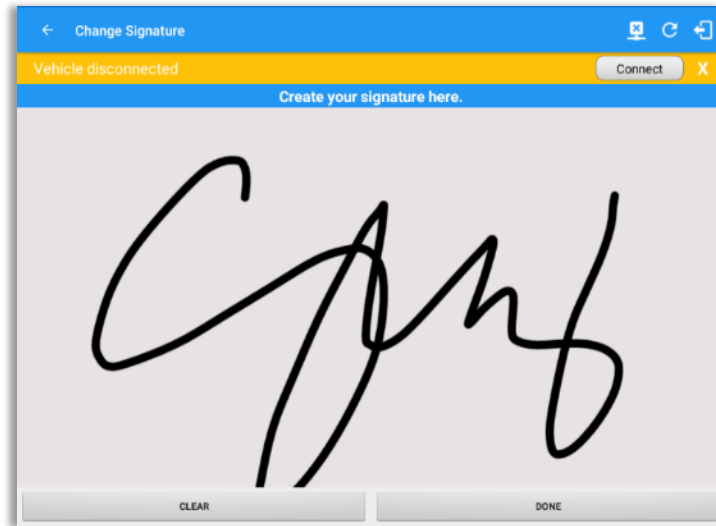 Change Signature
Vehicle disconnected Connect X
Create your signature here.
CLEAR DONE